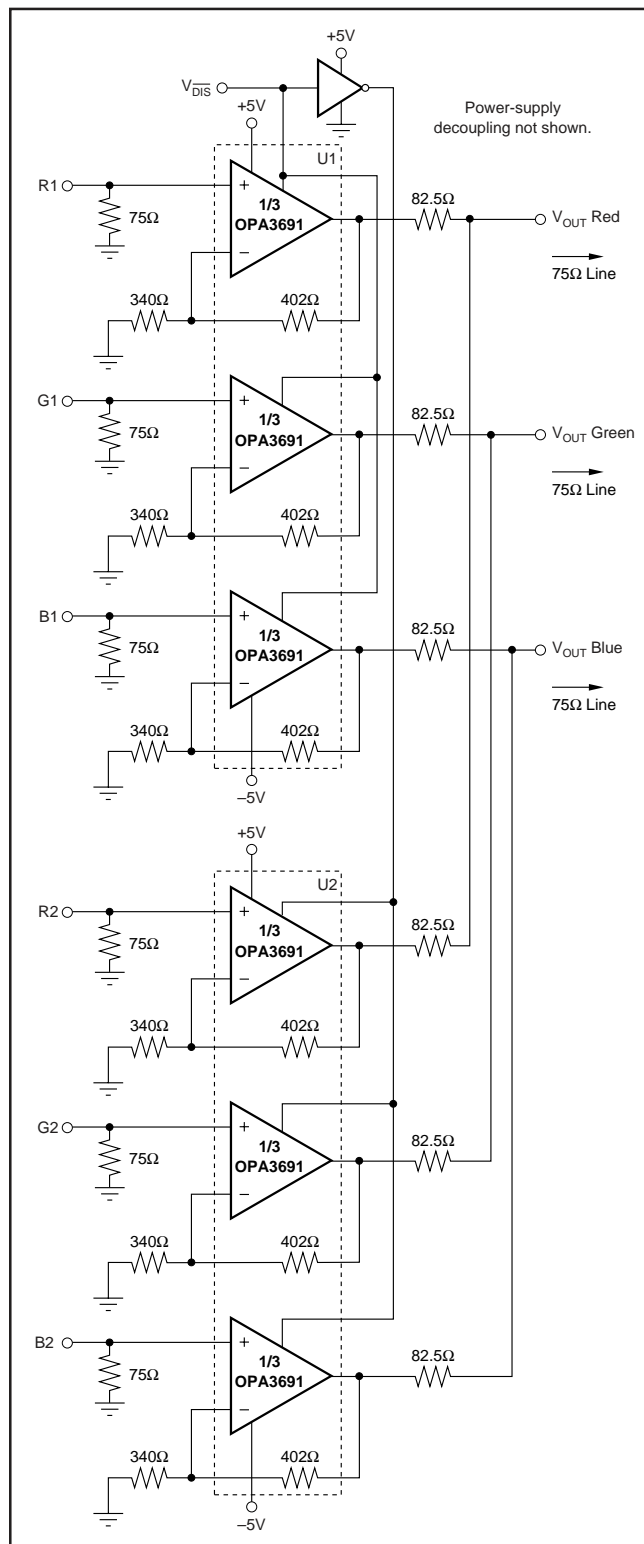 +5V
V_DIS̅
Power-supply
decoupling not shown.
+5V
U1
R1
+
1/3
OPA3691
−
75Ω
82.5Ω
VOUT Red
75Ω Line
340Ω
402Ω
G1
+
1/3
OPA3691
−
75Ω
82.5Ω
VOUT Green
75Ω Line
340Ω
402Ω
B1
+
1/3
OPA3691
−
75Ω
82.5Ω
VOUT Blue
75Ω Line
340Ω
402Ω
–5V
+5V
U2
R2
+
1/3
OPA3691
−
75Ω
82.5Ω
340Ω
402Ω
G2
+
1/3
OPA3691
−
75Ω
82.5Ω
340Ω
402Ω
B2
+
1/3
OPA3691
−
75Ω
82.5Ω
340Ω
402Ω
–5V